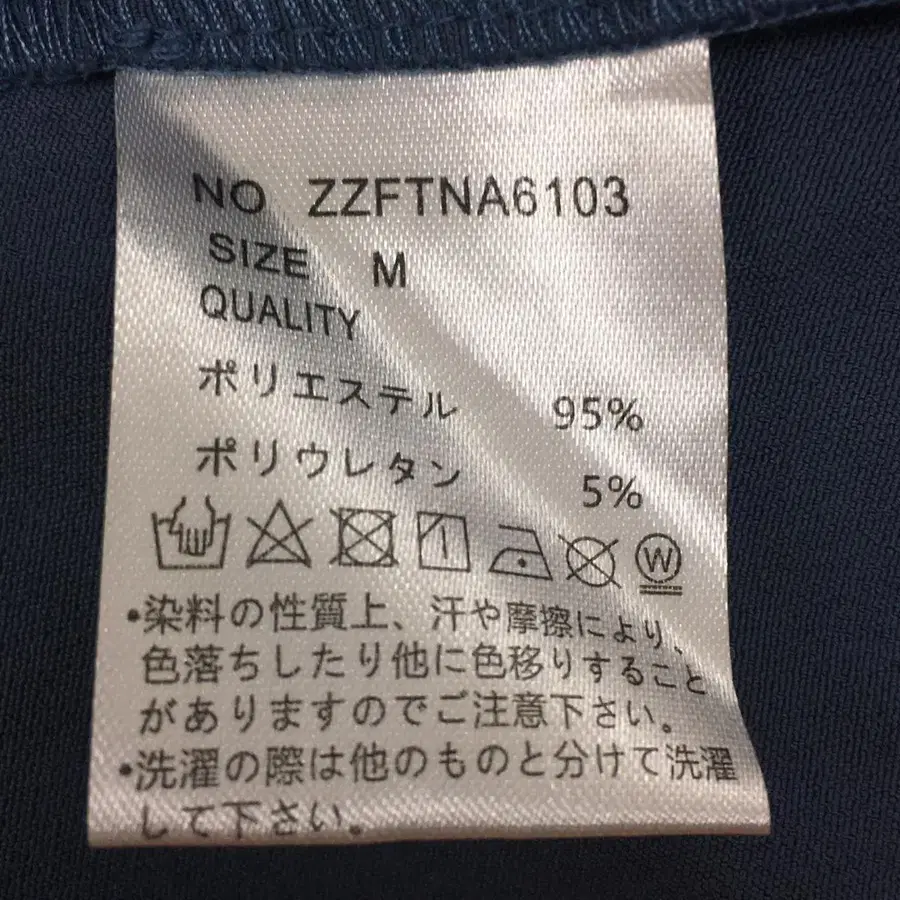 NO ZZFTNA6103
SIZE M
QUALITY
ポリエステル 95%
ポリウレタン 5%
W
•染料の性質上、汗や摩擦により、
色落ちしたり他に色移りすること
がありますのでご注意下さい。
•洗濯の際は他のものと分けて洗濯
して下さい。